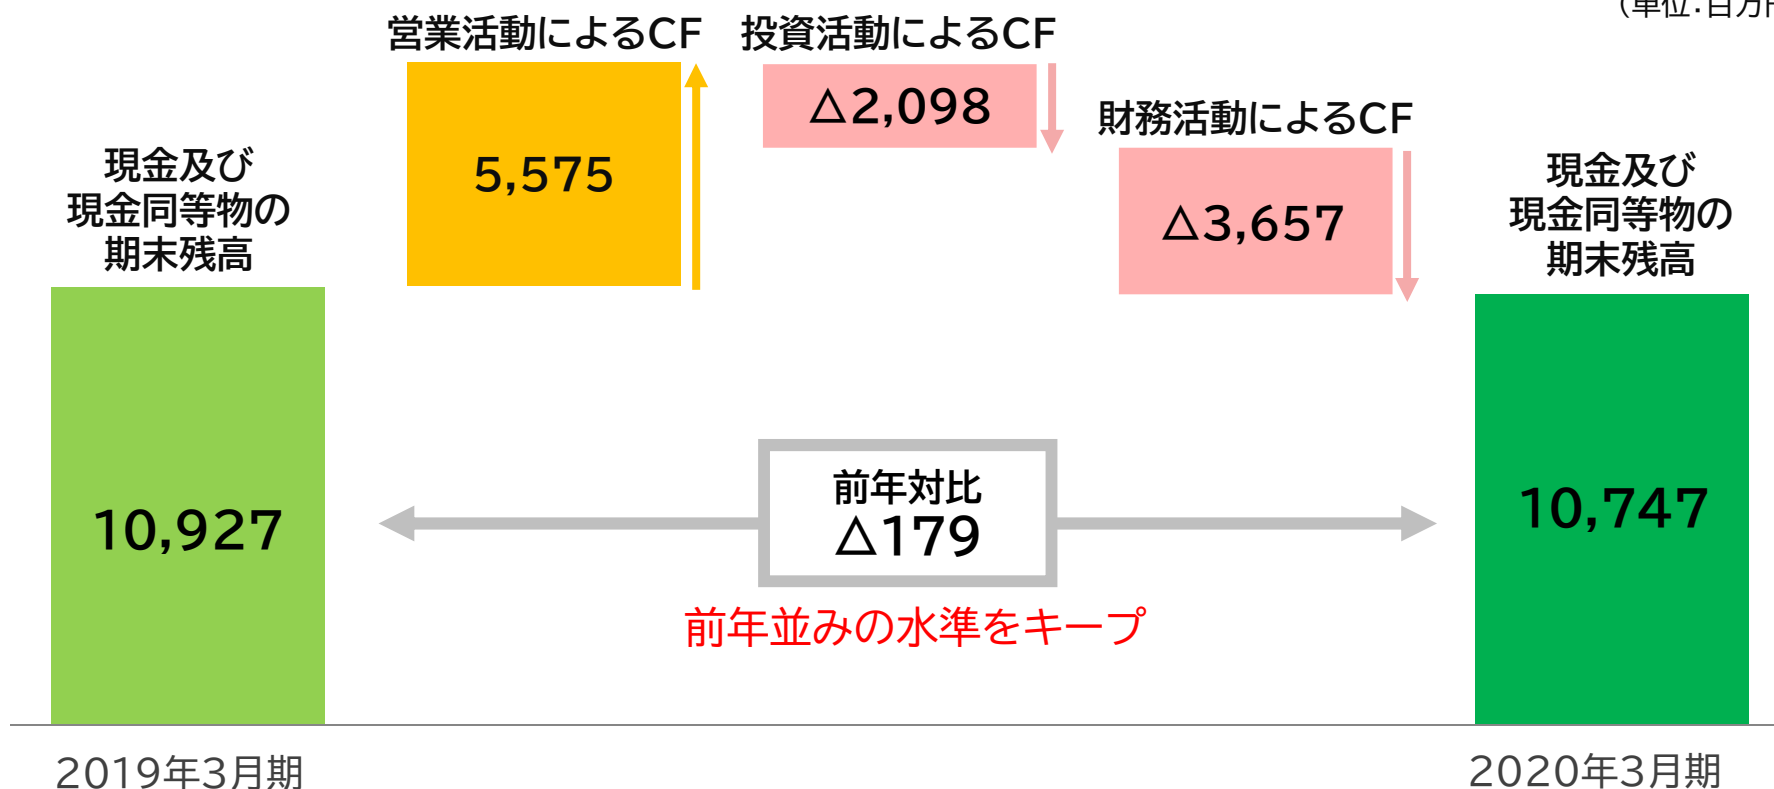 (単位:百万円
営業活動によるCF
投資活動によるCF
5,575
△2,098
財務活動によるCF
△3,657
現金及び
現金同等物の
期末残高
現金及び
現金同等物の
期末残高
10,927
前年対比
△179
10,747
前年並みの水準をキープ
2019年3月期
2020年3月期